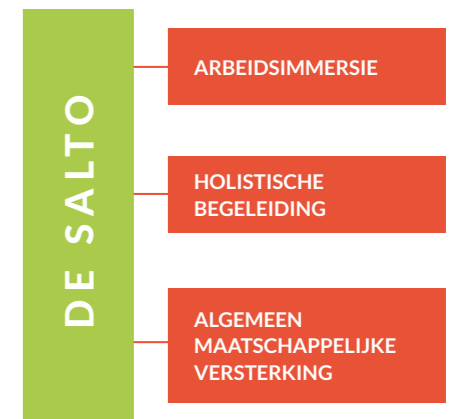 DE SALTO
ARBEIDSIMMERSIE
HOLISTISCHE
BEGELEIDING
ALGEMEEN
MAATSCHAPPELIJKE
VERSTERKING